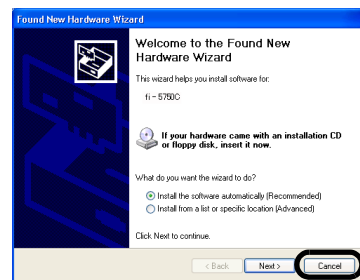 Found New Hardware Wizard
Welcome to the Found New
Hardware Wizard
This wizard helps you install software for:
fi - 5750C
If your hardware came with an installation CD
or floppy disk, insert it now.
What do you want the wizard to do?
Install the software automatically (Recommended)
Install from a list or specific location (Advanced)
Click Next to continue.
< Back Next > Cancel